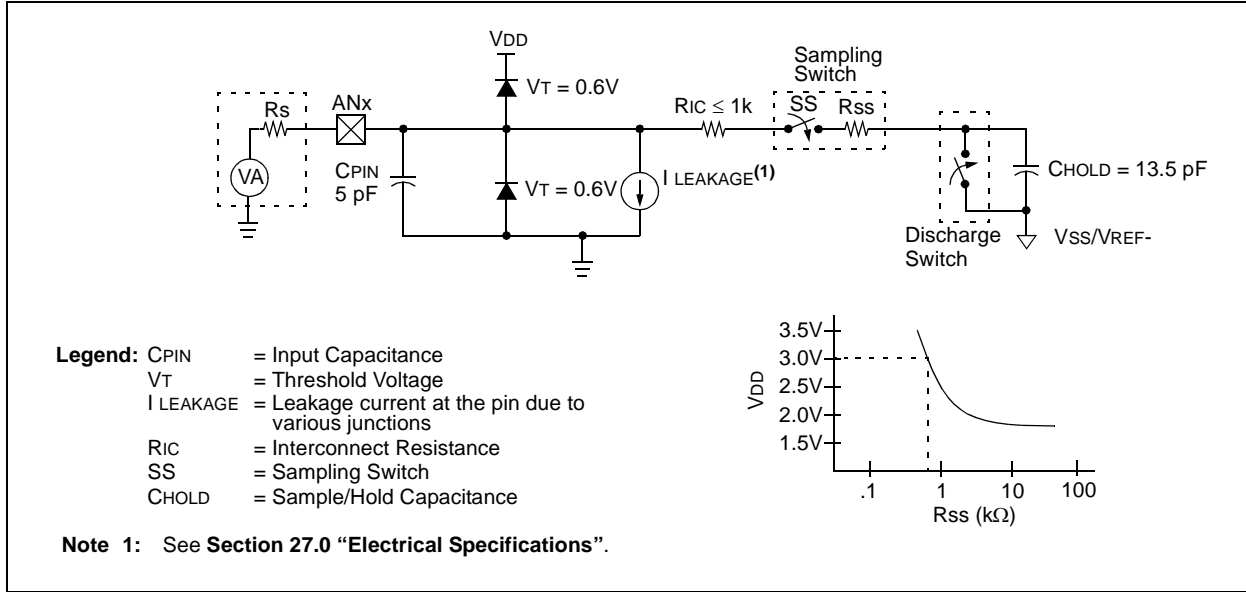 VDD
Sampling
Switch
VT = 0.6V
Rs
ANx
RIC ≤ 1k
SS
RSS
VA
CPIN
5 pF
VT = 0.6V
I LEAKAGE(1)
CHOLD = 13.5 pF
Discharge
Switch
VSS/VREF-
Legend: CPIN = Input Capacitance
VT = Threshold Voltage
I LEAKAGE = Leakage current at the pin due to
various junctions
RIC = Interconnect Resistance
SS = Sampling Switch
CHOLD = Sample/Hold Capacitance
Note 1: See Section 27.0 “Electrical Specifications”.
VDD
3.5V
3.0V
2.5V
2.0V
1.5V
.1 1 10 100
Rss (kΩ)